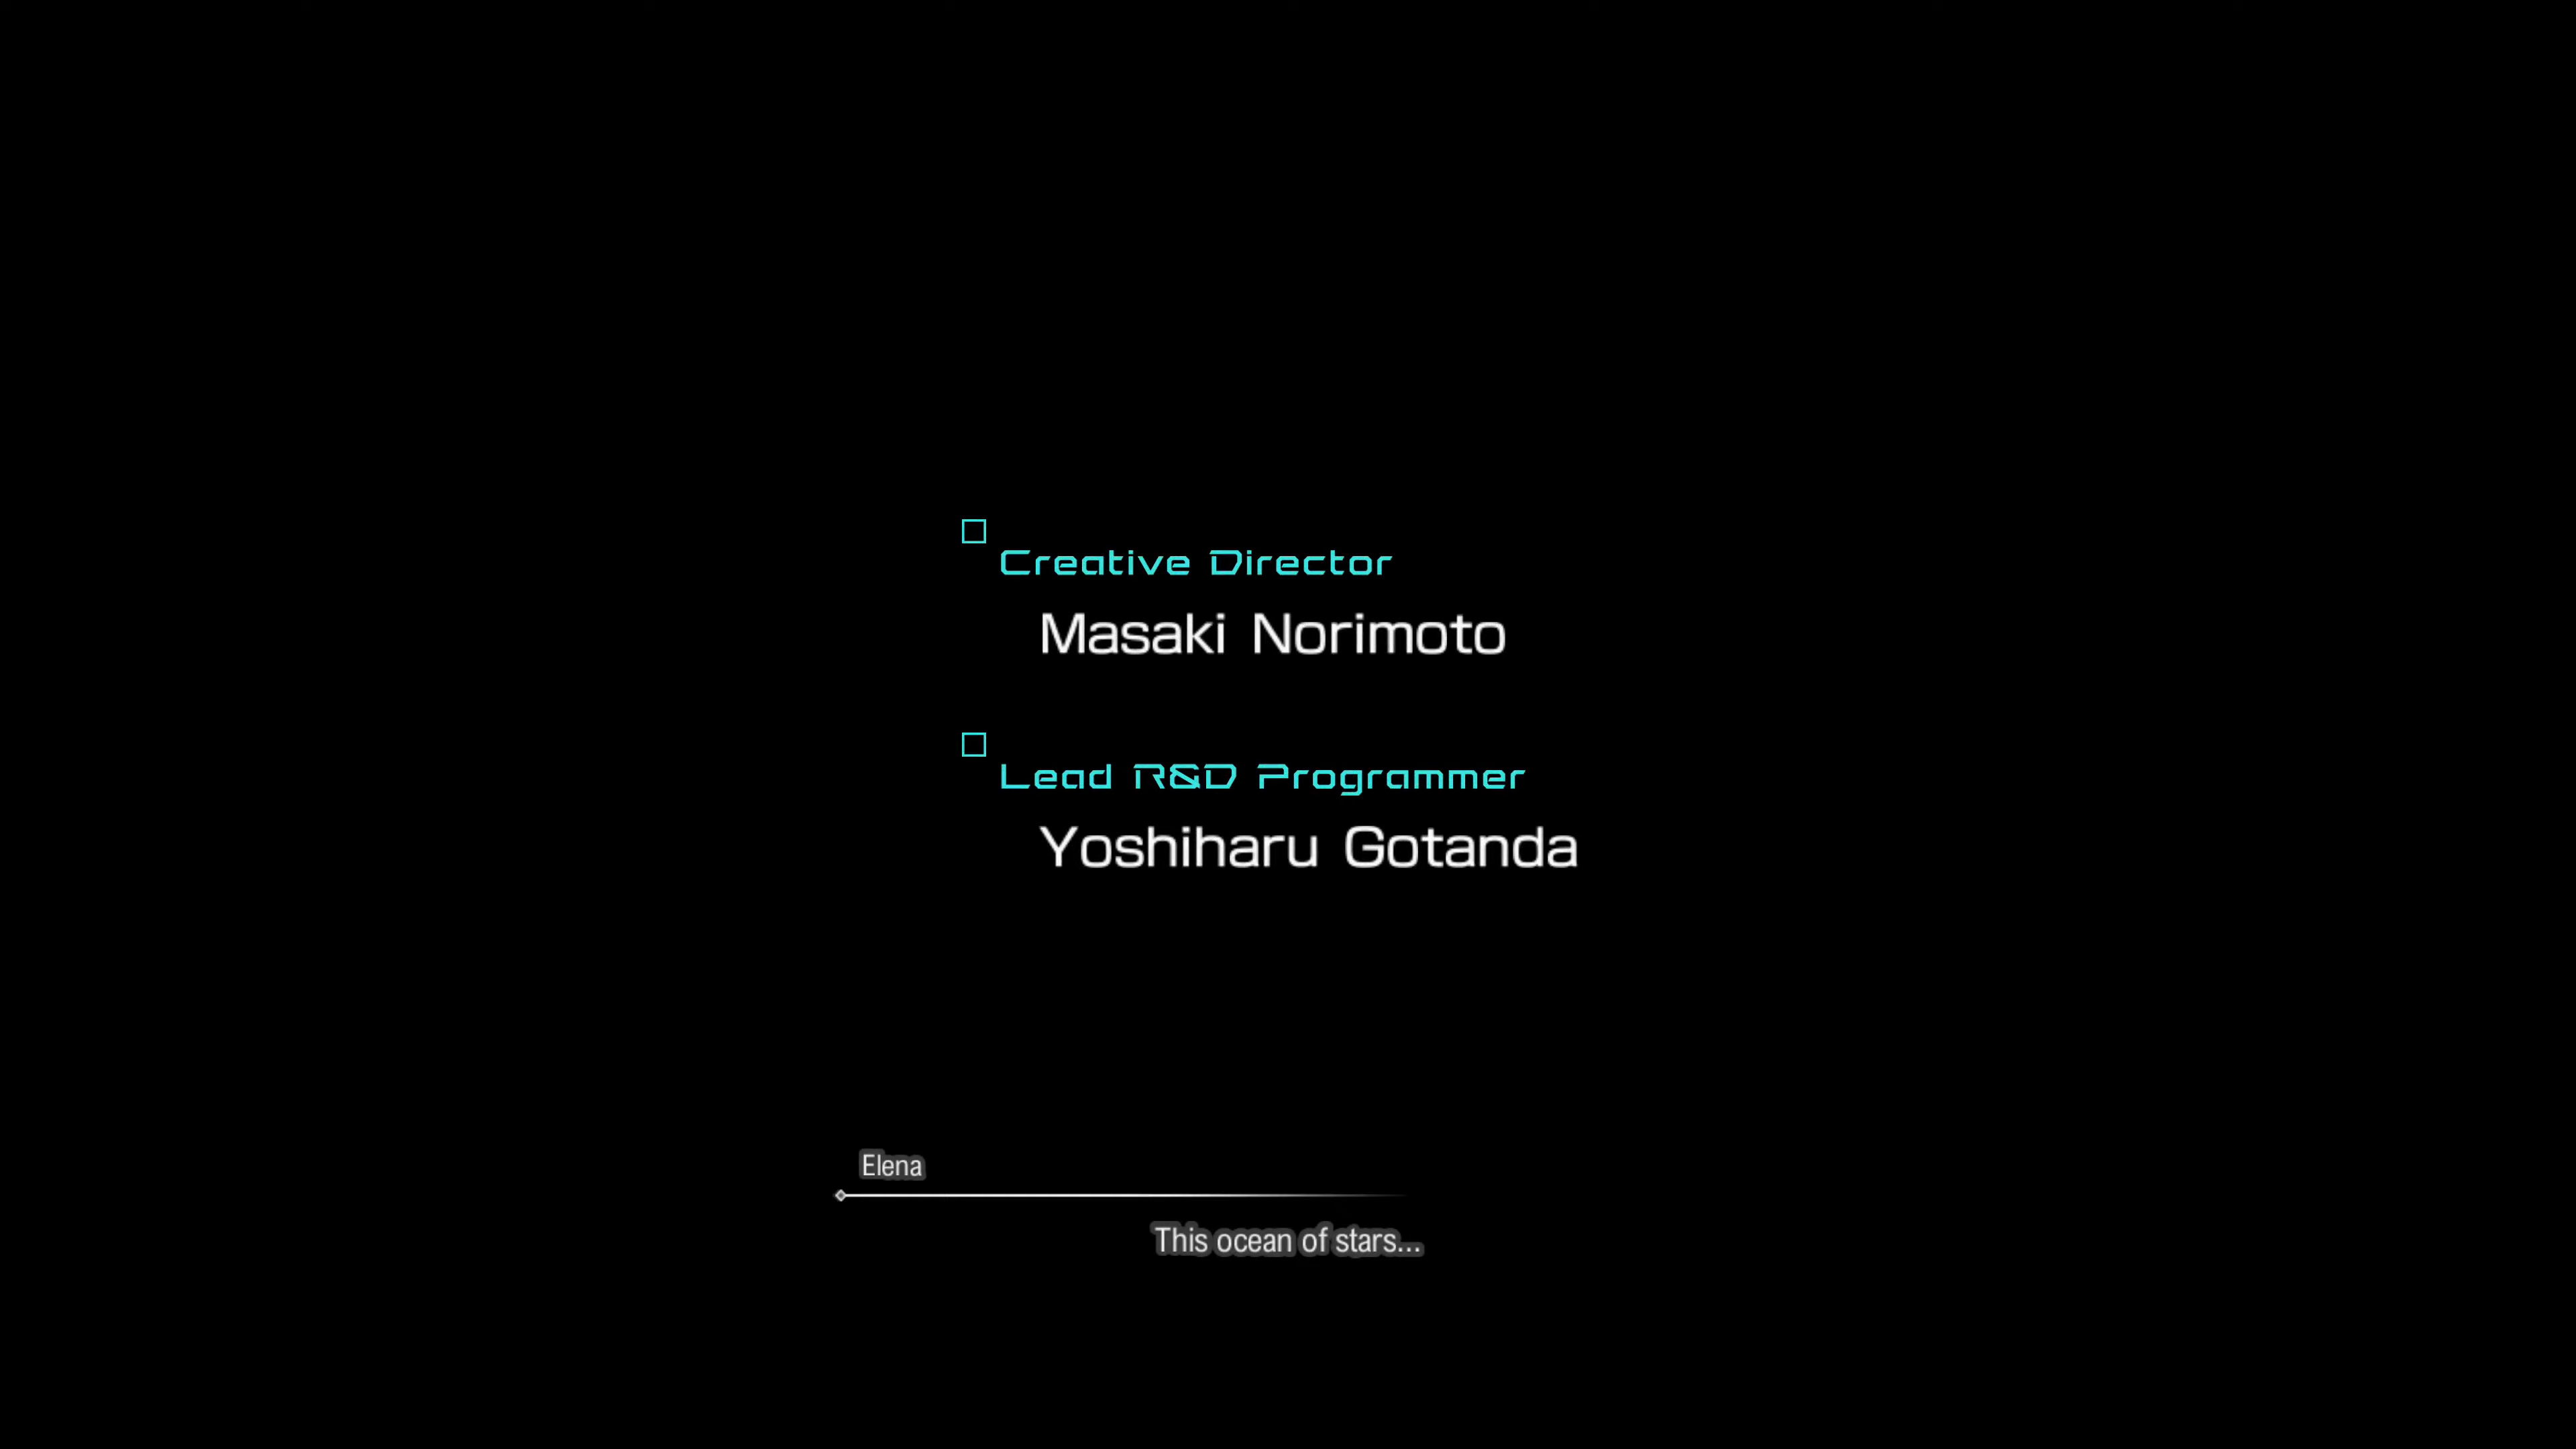 Creative Director
Masaki Norimoto
Lead R&D Programmer
Yoshiharu Gotanda
Elena
This ocean of stars...